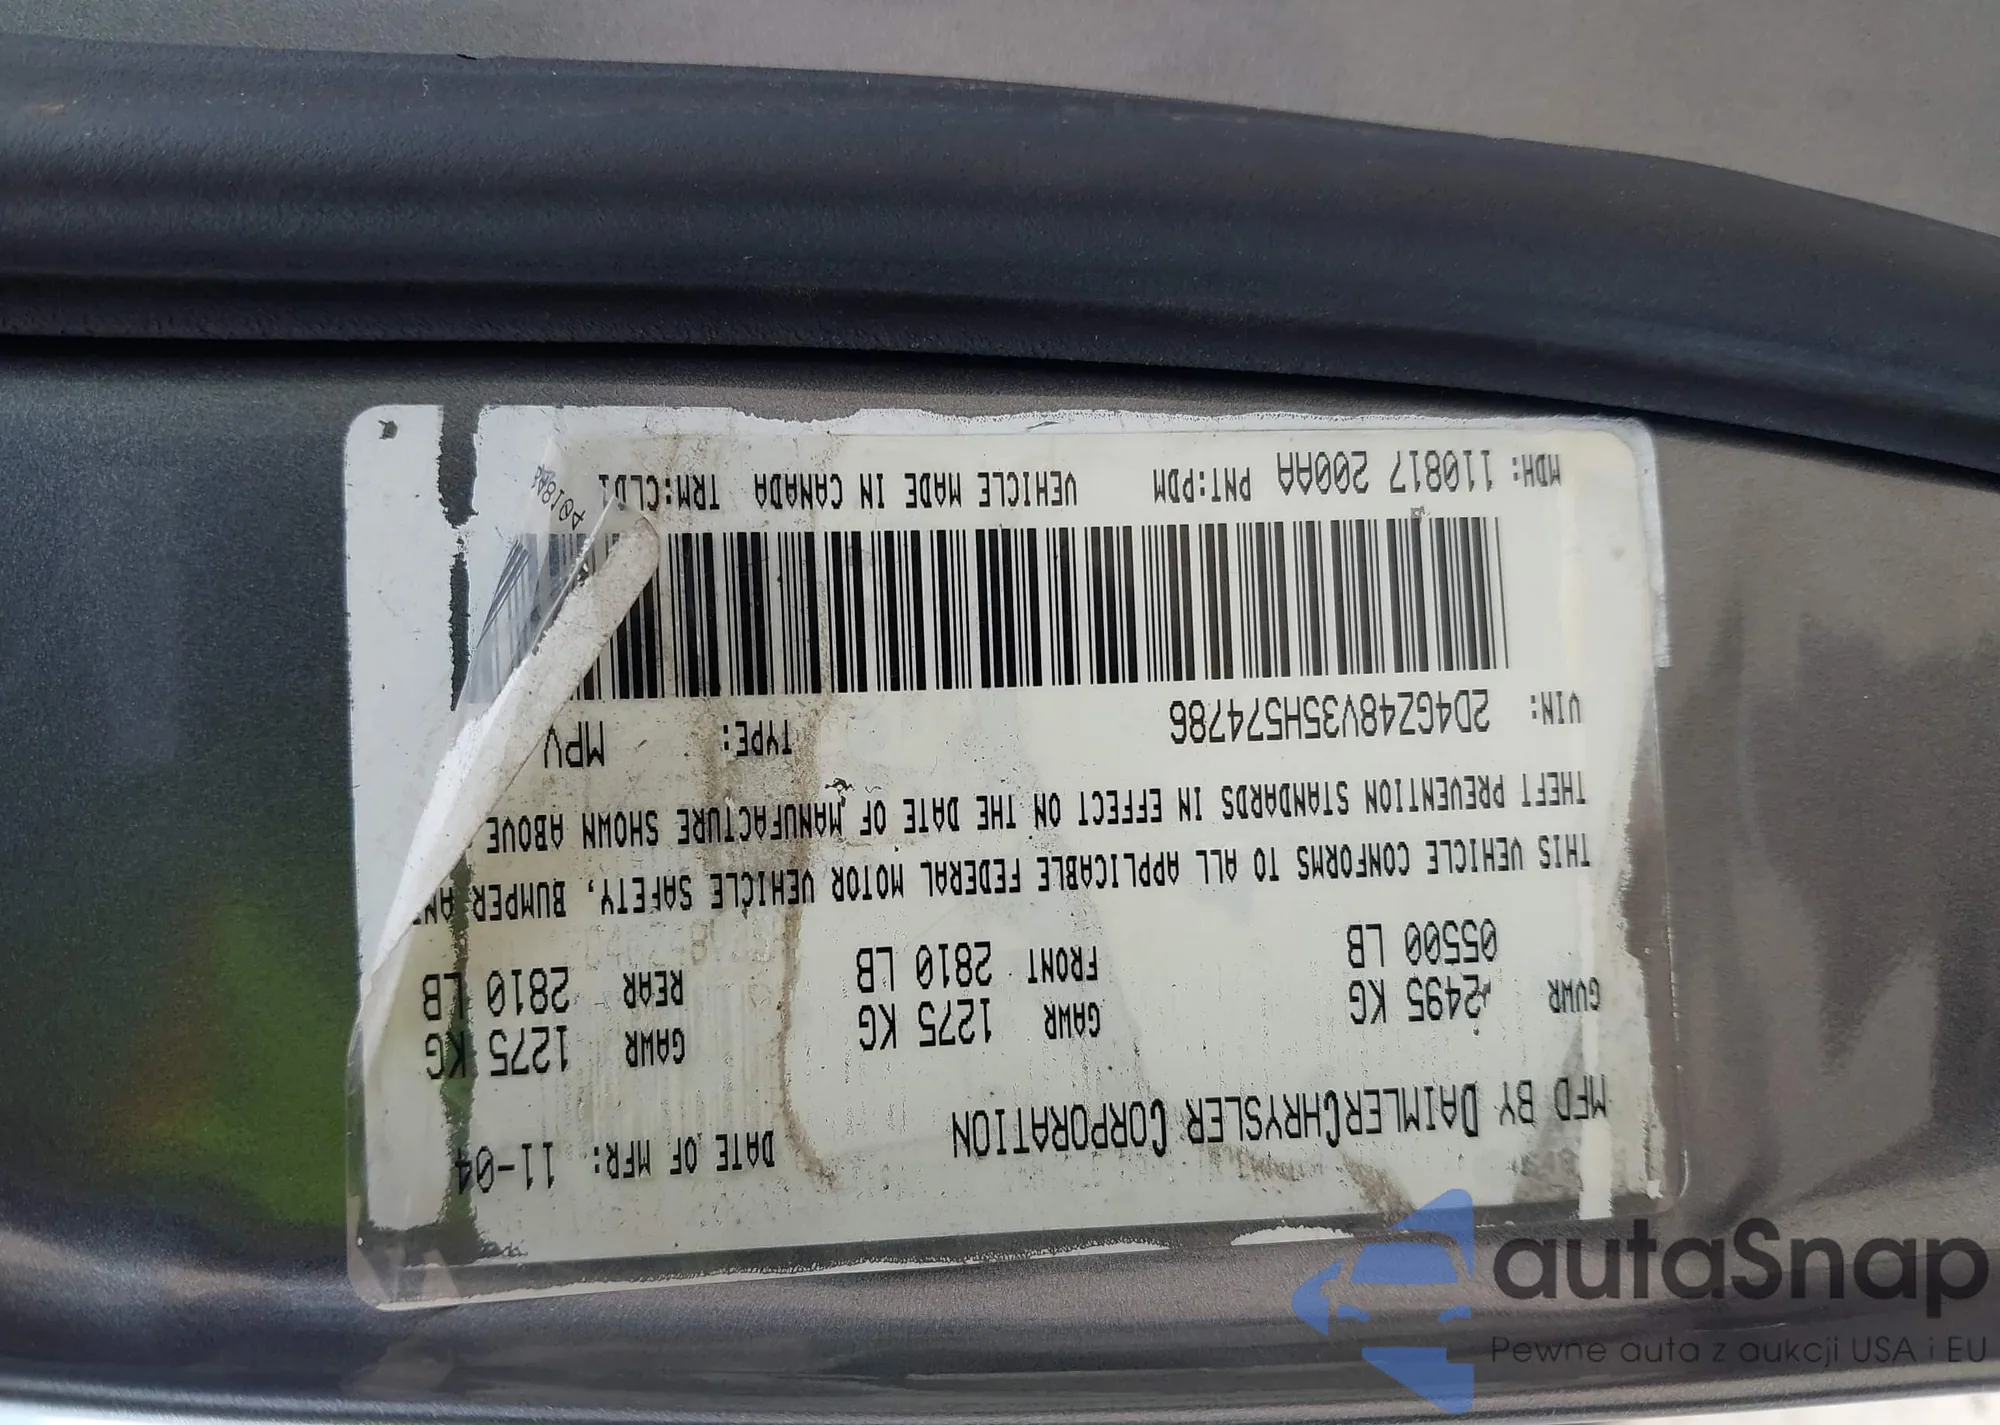 MFD BY DAIMLERCHRYSLER CORPORATION DATE OF MFR: 11-04
GVWR 2495 KG GAWR 1275 KG GAWR 1275 KG
05500 LB FRONT 2810 LB REAR 2810 LB
THIS VEHICLE CONFORMS TO ALL APPLICABLE FEDERAL MOTOR VEHICLE SAFETY, BUMPER AND
THEFT PREVENTION STANDARDS IN EFFECT ON THE DATE OF MANUFACTURE SHOWN ABOVE.
VIN: 2D4GZ48V35H574786 TYPE: MPV
MDH: 110817 200AA PNT:PDM VEHICLE MADE IN CANADA TRM:CLD1
autaSnap
Pewne auta z aukcji USA i EU